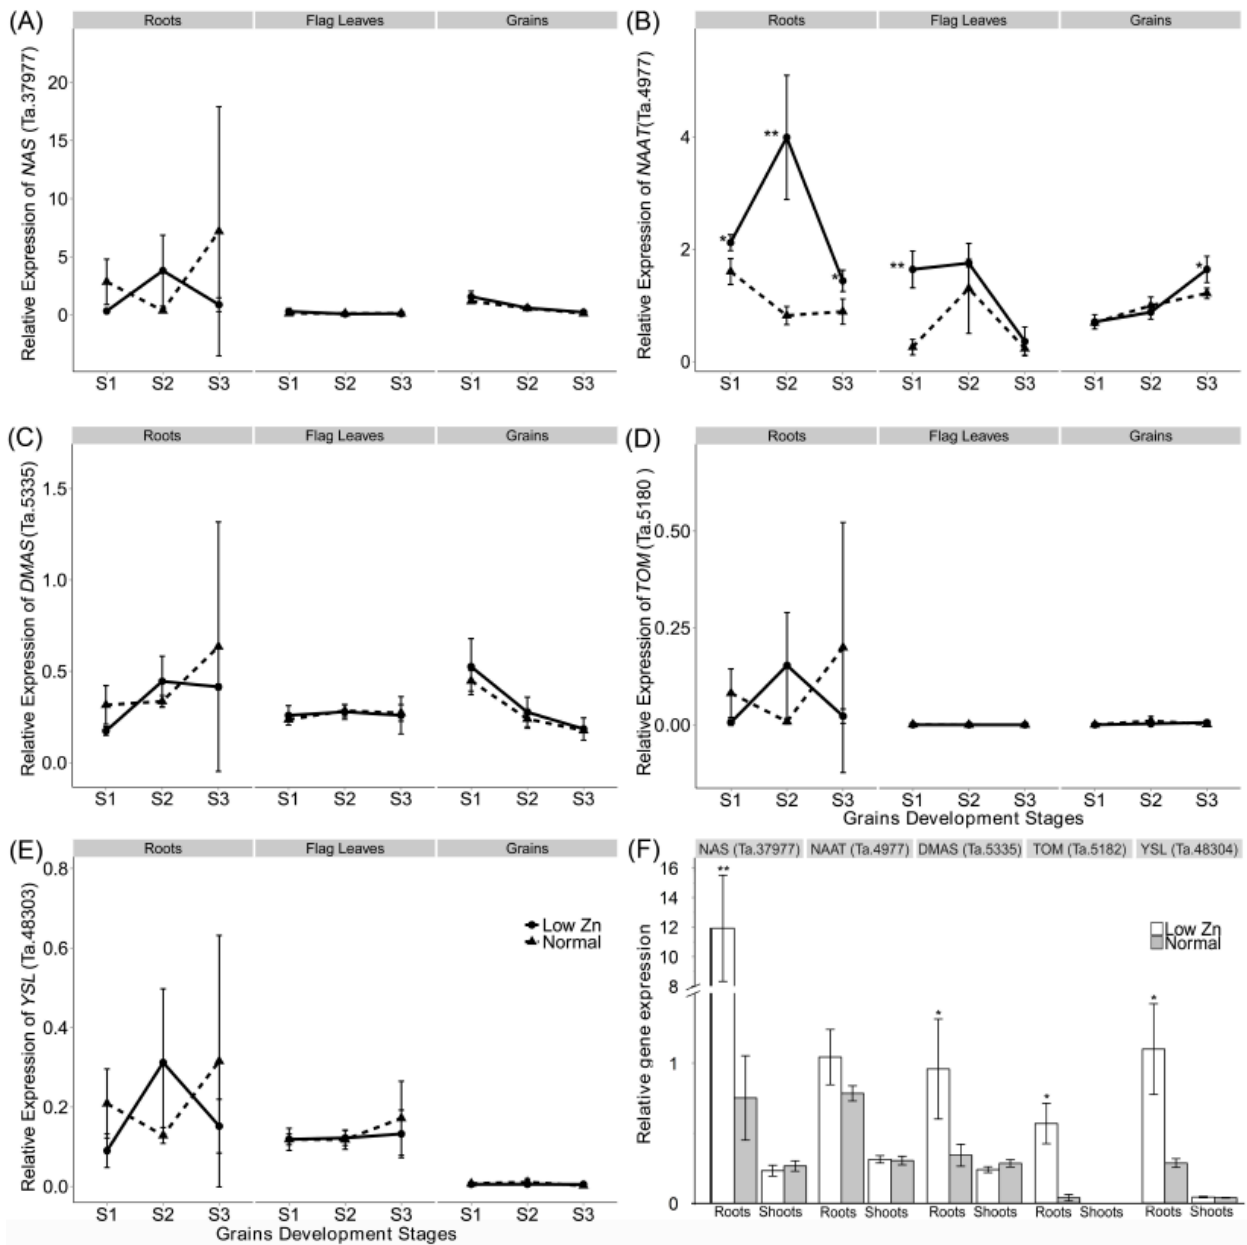 (A)
Roots Flag Leaves Grains
Relative Expression of NAS (Ta.37977)
20
15
10
5
0
S1 S2 S3 S1 S2 S3 S1 S2 S3
(B)
Roots Flag Leaves Grains
Relative Expression of NAAT(Ta.4977)
4
2
0
* ** * ** *
S1 S2 S3 S1 S2 S3 S1 S2 S3
(C)
Roots Flag Leaves Grains
Relative Expression of DMAS(Ta.5335)
1.5
1.0
0.5
0.0
S1 S2 S3 S1 S2 S3 S1 S2 S3
(D)
Roots Flag Leaves Grains
Relative Expression of TOM (Ta.5180 )
0.50
0.25
0.00
S1 S2 S3 S1 S2 S3 S1 S2 S3
Grains Development Stages
(E)
Roots Flag Leaves Grains
Relative Expression of YSL (Ta.48303)
0.8
0.6
0.4
0.2
0.0
Low Zn
Normal
S1 S2 S3 S1 S2 S3 S1 S2 S3
Grains Development Stages
(F)
NAS (Ta.37977) NAAT (Ta.4977) DMAS (Ta.5335) TOM (Ta.5182) YSL (Ta.48304)
Relative gene expression
16
14
12
10
8
1
0
** * * *
Low Zn
Normal
Roots Shoots Roots Shoots Roots Shoots Roots Shoots Roots Shoots